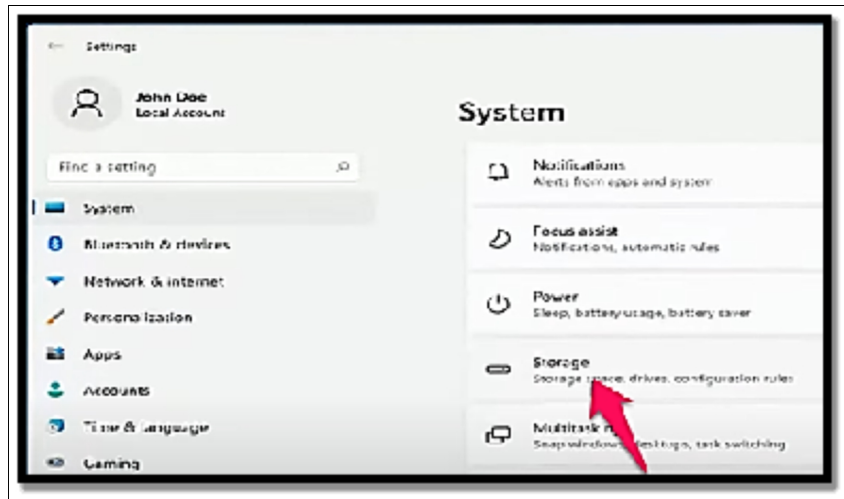 Settings
John Doe
Local Account
Find a setting
System
Bluetooth & devices
Network & internet
Personalization
Apps
Accounts
Time & language
Gaming
System
Notifications
Alerts from apps and system
Focus assist
Notifications, automatic rules
Power
Sleep, battery usage, battery saver
Storage
Storage space, drives, configuration rules
Multitasking
Snap windows, desktops, task switching